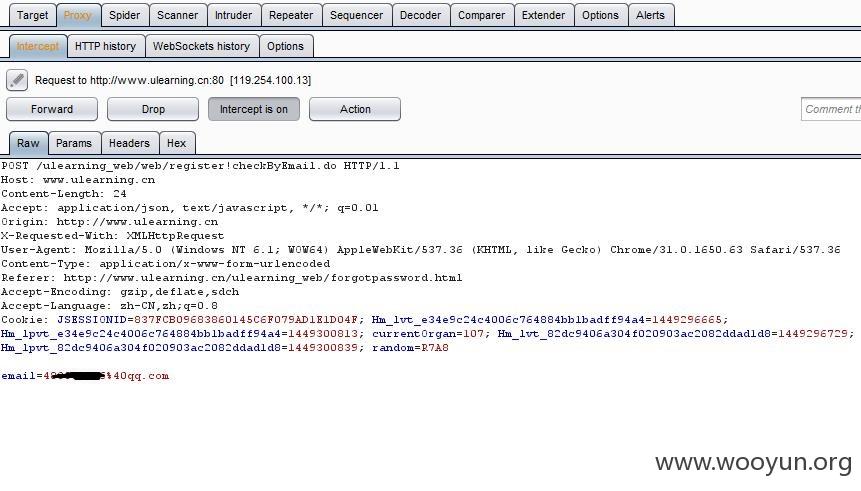 Target Proxy Spider Scanner Intruder Repeater Sequencer Decoder Comparer Extender Options Alerts
Intercept HTTP history WebSockets history Options
Request to http://www.ulearning.cn:80 [119.254.100.13]
Forward Drop Intercept is on Action Comment th
Raw Params Headers Hex
POST /ulearning_web/web/register!checkByEmail.do HTTP/1.1
Host: www.ulearning.cn
Content-Length: 24
Accept: application/json, text/javascript, */*; q=0.01
Origin: http://www.ulearning.cn
X-Requested-With: XMLHttpRequest
User-Agent: Mozilla/5.0 (Windows NT 6.1; WOW64) AppleWebKit/537.36 (KHTML, like Gecko) Chrome/31.0.1650.63 Safari/537.36
Content-Type: application/x-www-form-urlencoded
Referer: http://www.ulearning.cn/ulearning_web/forgotpassword.html
Accept-Encoding: gzip,deflate,sdch
Accept-Language: zh-CN,zh;q=0.8
Cookie: JSESSIONID=837FCB09683860145C6F079AD1E1D04F; Hm_lvt_e34e9c24c4006c764884bb1badff94a4=1449296665;
Hm_lpvt_e34e9c24c4006c764884bb1badff94a4=1449300813; currentOrgan=107; Hm_lvt_82dc9406a304f020903ac2082ddad1d8=1449296729;
Hm_lpvt_82dc9406a304f020903ac2082ddad1d8=1449300839; random=R7A8
email=48 %40qq.com
www.wooyun.org